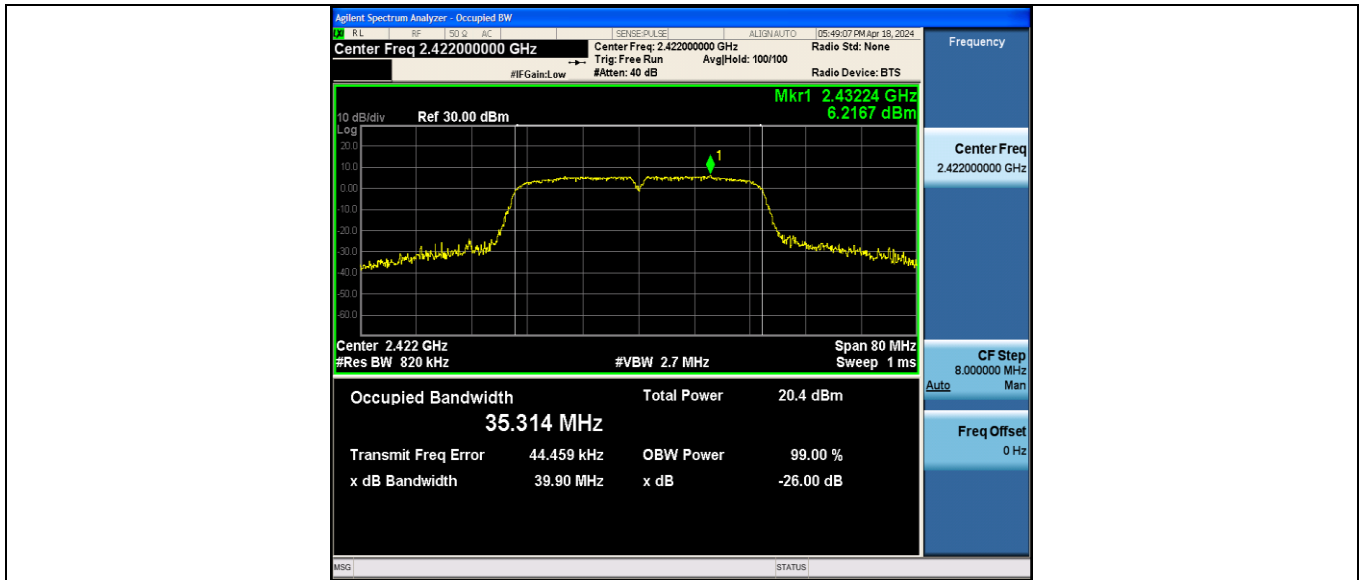 Agilent Spectrum Analyzer - Occupied BW
LXI RL RF 50 Ω AC SENSE:PULSE ALIGNAUTO 05:49:07 PM Apr 18, 2024
Center Freq 2.422000000 GHz Center Freq: 2.422000000 GHz Radio Std: None
Trig: Free Run Avg|Hold: 100/100
#IFGain:Low #Atten: 40 dB Radio Device: BTS
Frequency
Mkr1 2.43224 GHz
10 dB/div Ref 30.00 dBm 6.2167 dBm
Log
20.0
10.0
0.00
-10.0
-20.0
-30.0
-40.0
-50.0
-60.0
1
Center 2.422 GHz Span 80 MHz
#Res BW 820 kHz #VBW 2.7 MHz Sweep 1 ms
Occupied Bandwidth Total Power 20.4 dBm
35.314 MHz
Transmit Freq Error 44.459 kHz OBW Power 99.00 %
x dB Bandwidth 39.90 MHz x dB -26.00 dB
Center Freq
2.422000000 GHz
CF Step
8.000000 MHz
Auto Man
Freq Offset
0 Hz
MSG STATUS